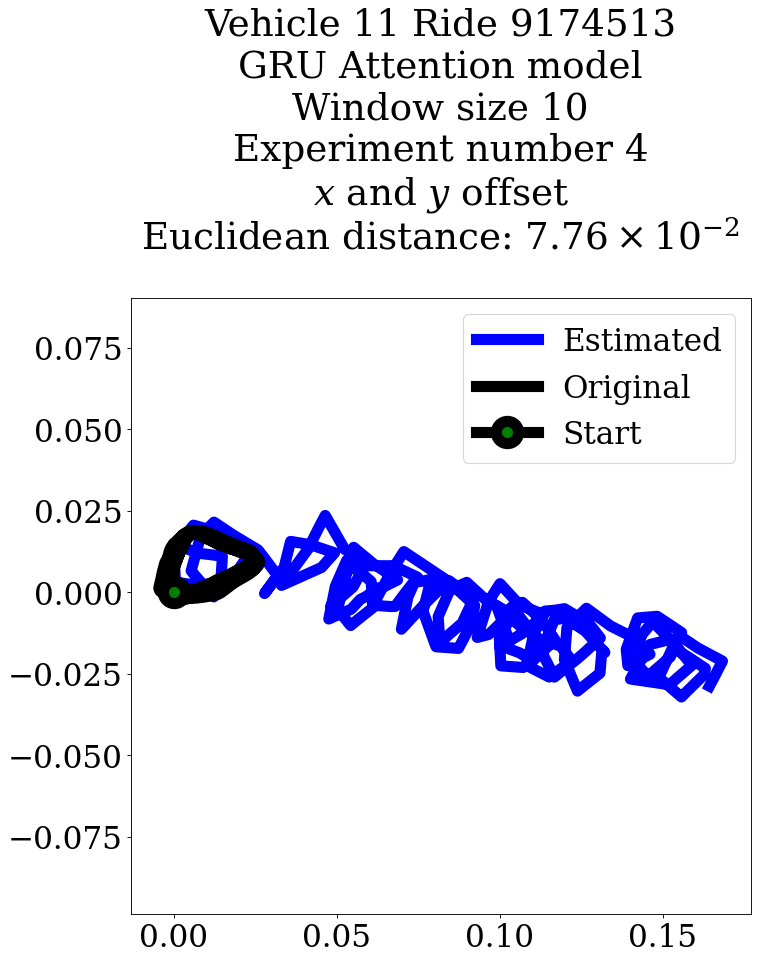 Vehicle 11 Ride 9174513
GRU Attention model
Window size 10
Experiment number 4
x and y offset
Euclidean distance: 7.76 × 10⁻²
Estimated
Original
Start
0.075
0.050
0.025
0.000
−0.025
−0.050
−0.075
0.00 0.05 0.10 0.15